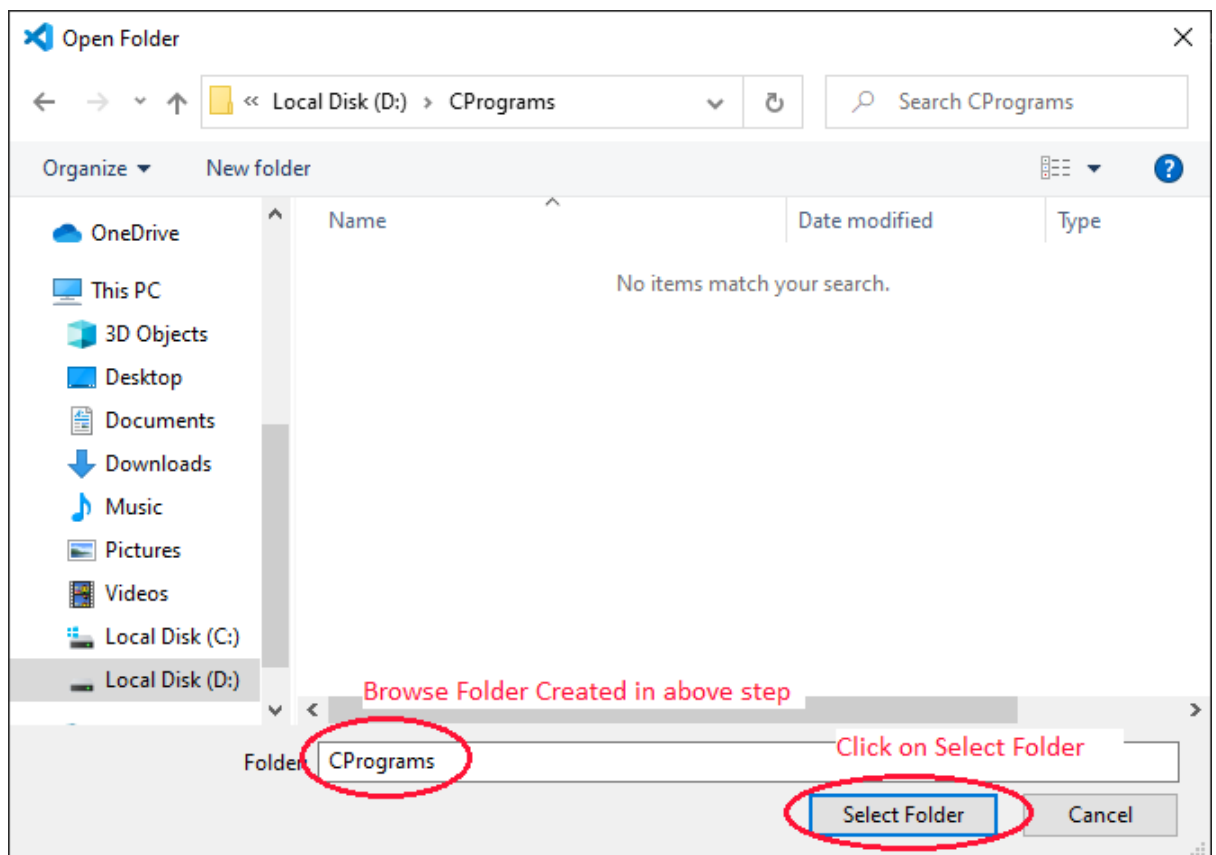 Open Folder
« Local Disk (D:) › CPrograms
Search CPrograms
Organize
New folder
?
Name
Date modified
Type
No items match your search.
OneDrive
This PC
3D Objects
Desktop
Documents
Downloads
Music
Pictures
Videos
Local Disk (C:)
Local Disk (D:)
Browse Folder Created in above step
Click on Select Folder
Folder: CPrograms
Select Folder
Cancel